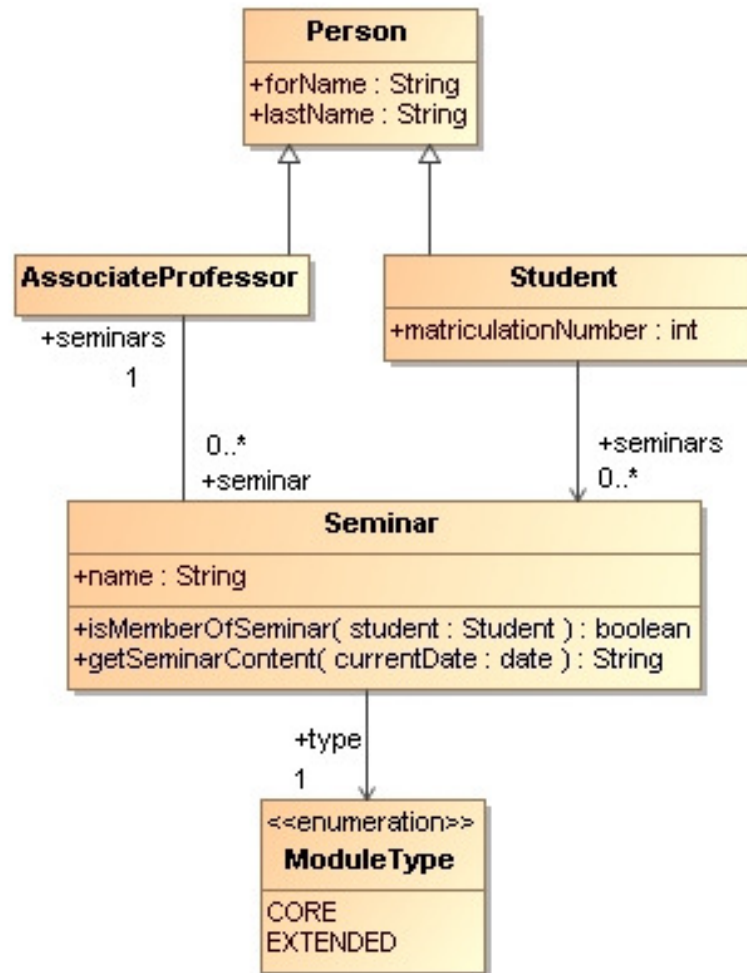 Person
+forName : String
+lastName : String
AssociateProfessor
Student
+matriculationNumber : int
+seminars
1
0..*
+seminar
+seminars
0..*
Seminar
+name : String
+isMemberOfSeminar( student : Student ) : boolean
+getSeminarContent( currentDate : date ) : String
+type
1
<<enumeration>>
ModuleType
CORE
EXTENDED